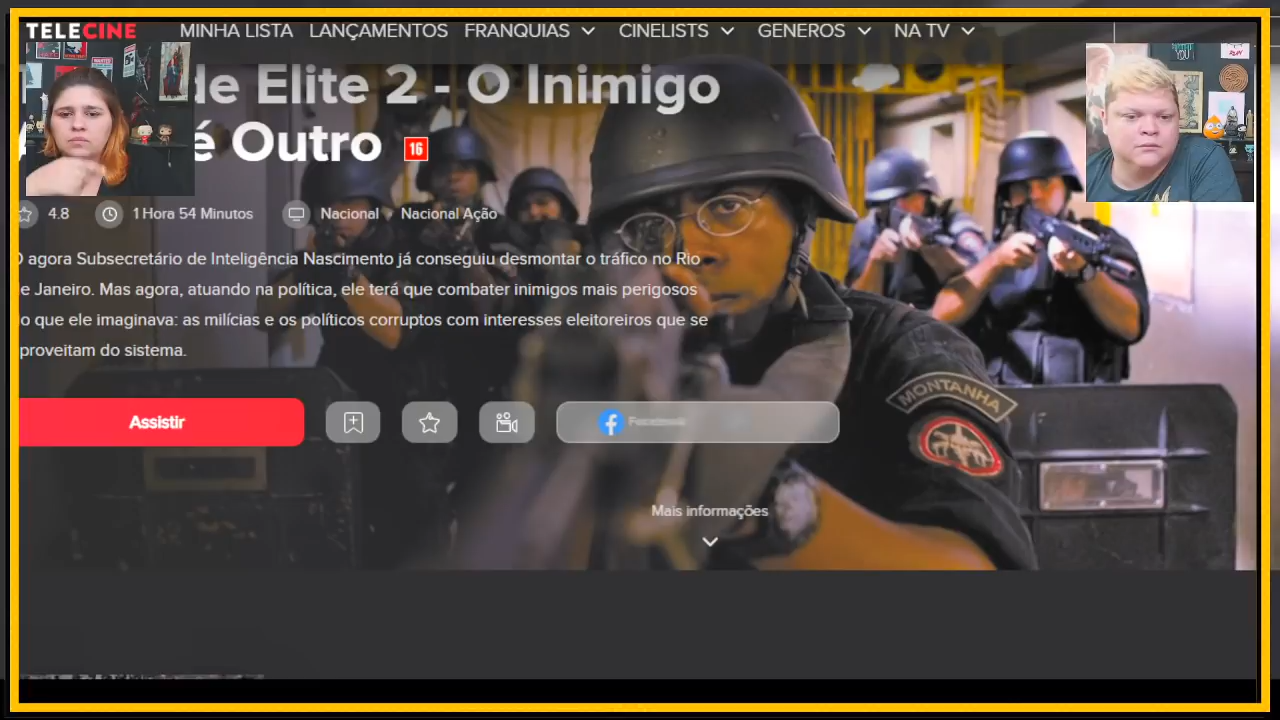 TELECINE MINHA LISTA LANÇAMENTOS FRANQUIAS CINELISTS GÊNEROS NA TV
de Elite 2 - O Inimigo
é Outro 16
4.8 1 Hora 54 Minutos Nacional Nacional Ação
O agora Subsecretário de Inteligência Nascimento já conseguiu desmontar o tráfico no Rio
e Janeiro. Mas agora, atuando na política, ele terá que combater inimigos mais perigosos
o que ele imaginava: as milícias e os políticos corruptos com interesses eleitoreiros que se
proveitam do sistema.
Assistir Facebook
MONTANHA
Mais informações